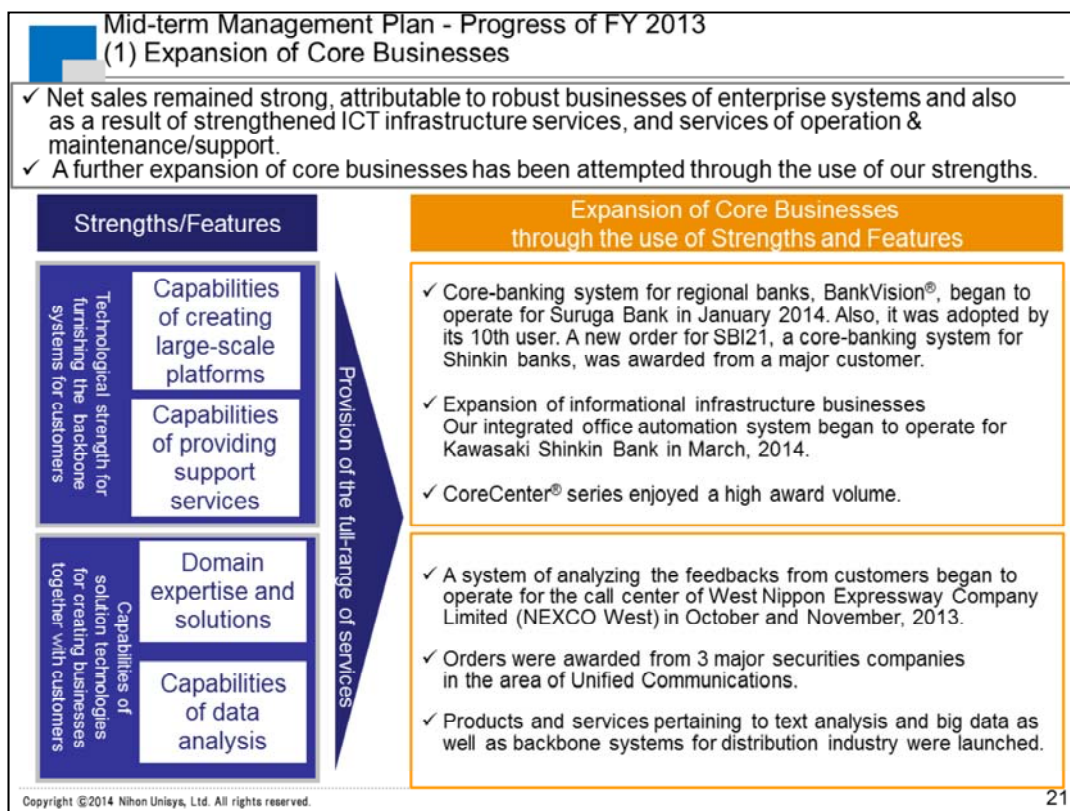 Mid-term Management Plan - Progress of FY 2013
(1) Expansion of Core Businesses
✓ Net sales remained strong, attributable to robust businesses of enterprise systems and also
as a result of strengthened ICT infrastructure services, and services of operation &
maintenance/support.
✓ A further expansion of core businesses has been attempted through the use of our strengths.
Strengths/Features
Technological strength for
furnishing the backbone
systems for customers
Capabilities
of creating
large-scale
platforms
Capabilities
of providing
support
services
Capabilities of
solution technologies
for creating businesses
together with customers
Domain
expertise and
solutions
Capabilities
of data
analysis
Provision of the full-range of services
Expansion of Core Businesses
through the use of Strengths and Features
✓ Core-banking system for regional banks, BankVision®, began to
operate for Suruga Bank in January 2014. Also, it was adopted by
its 10th user. A new order for SBI21, a core-banking system for
Shinkin banks, was awarded from a major customer.
✓ Expansion of informational infrastructure businesses
Our integrated office automation system began to operate for
Kawasaki Shinkin Bank in March, 2014.
✓ CoreCenter® series enjoyed a high award volume.
✓ A system of analyzing the feedbacks from customers began to
operate for the call center of West Nippon Expressway Company
Limited (NEXCO West) in October and November, 2013.
✓ Orders were awarded from 3 major securities companies
in the area of Unified Communications.
✓ Products and services pertaining to text analysis and big data as
well as backbone systems for distribution industry were launched.
Copyright ©2014 Nihon Unisys, Ltd. All rights reserved.
21